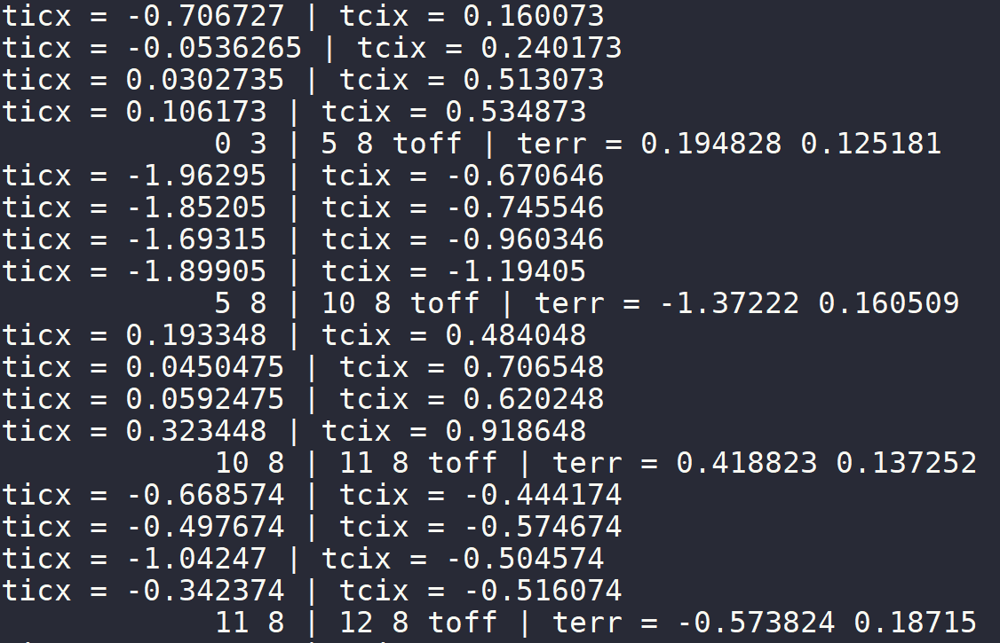 ticx = -0.706727 | tcix = 0.160073
ticx = -0.0536265 | tcix = 0.240173
ticx = 0.0302735 | tcix = 0.513073
ticx = 0.106173 | tcix = 0.534873
0 3 | 5 8 toff | terr = 0.194828 0.125181
ticx = -1.96295 | tcix = -0.670646
ticx = -1.85205 | tcix = -0.745546
ticx = -1.69315 | tcix = -0.960346
ticx = -1.89905 | tcix = -1.19405
5 8 | 10 8 toff | terr = -1.37222 0.160509
ticx = 0.193348 | tcix = 0.484048
ticx = 0.0450475 | tcix = 0.706548
ticx = 0.0592475 | tcix = 0.620248
ticx = 0.323448 | tcix = 0.918648
10 8 | 11 8 toff | terr = 0.418823 0.137252
ticx = -0.668574 | tcix = -0.444174
ticx = -0.497674 | tcix = -0.574674
ticx = -1.04247 | tcix = -0.504574
ticx = -0.342374 | tcix = -0.516074
11 8 | 12 8 toff | terr = -0.573824 0.18715